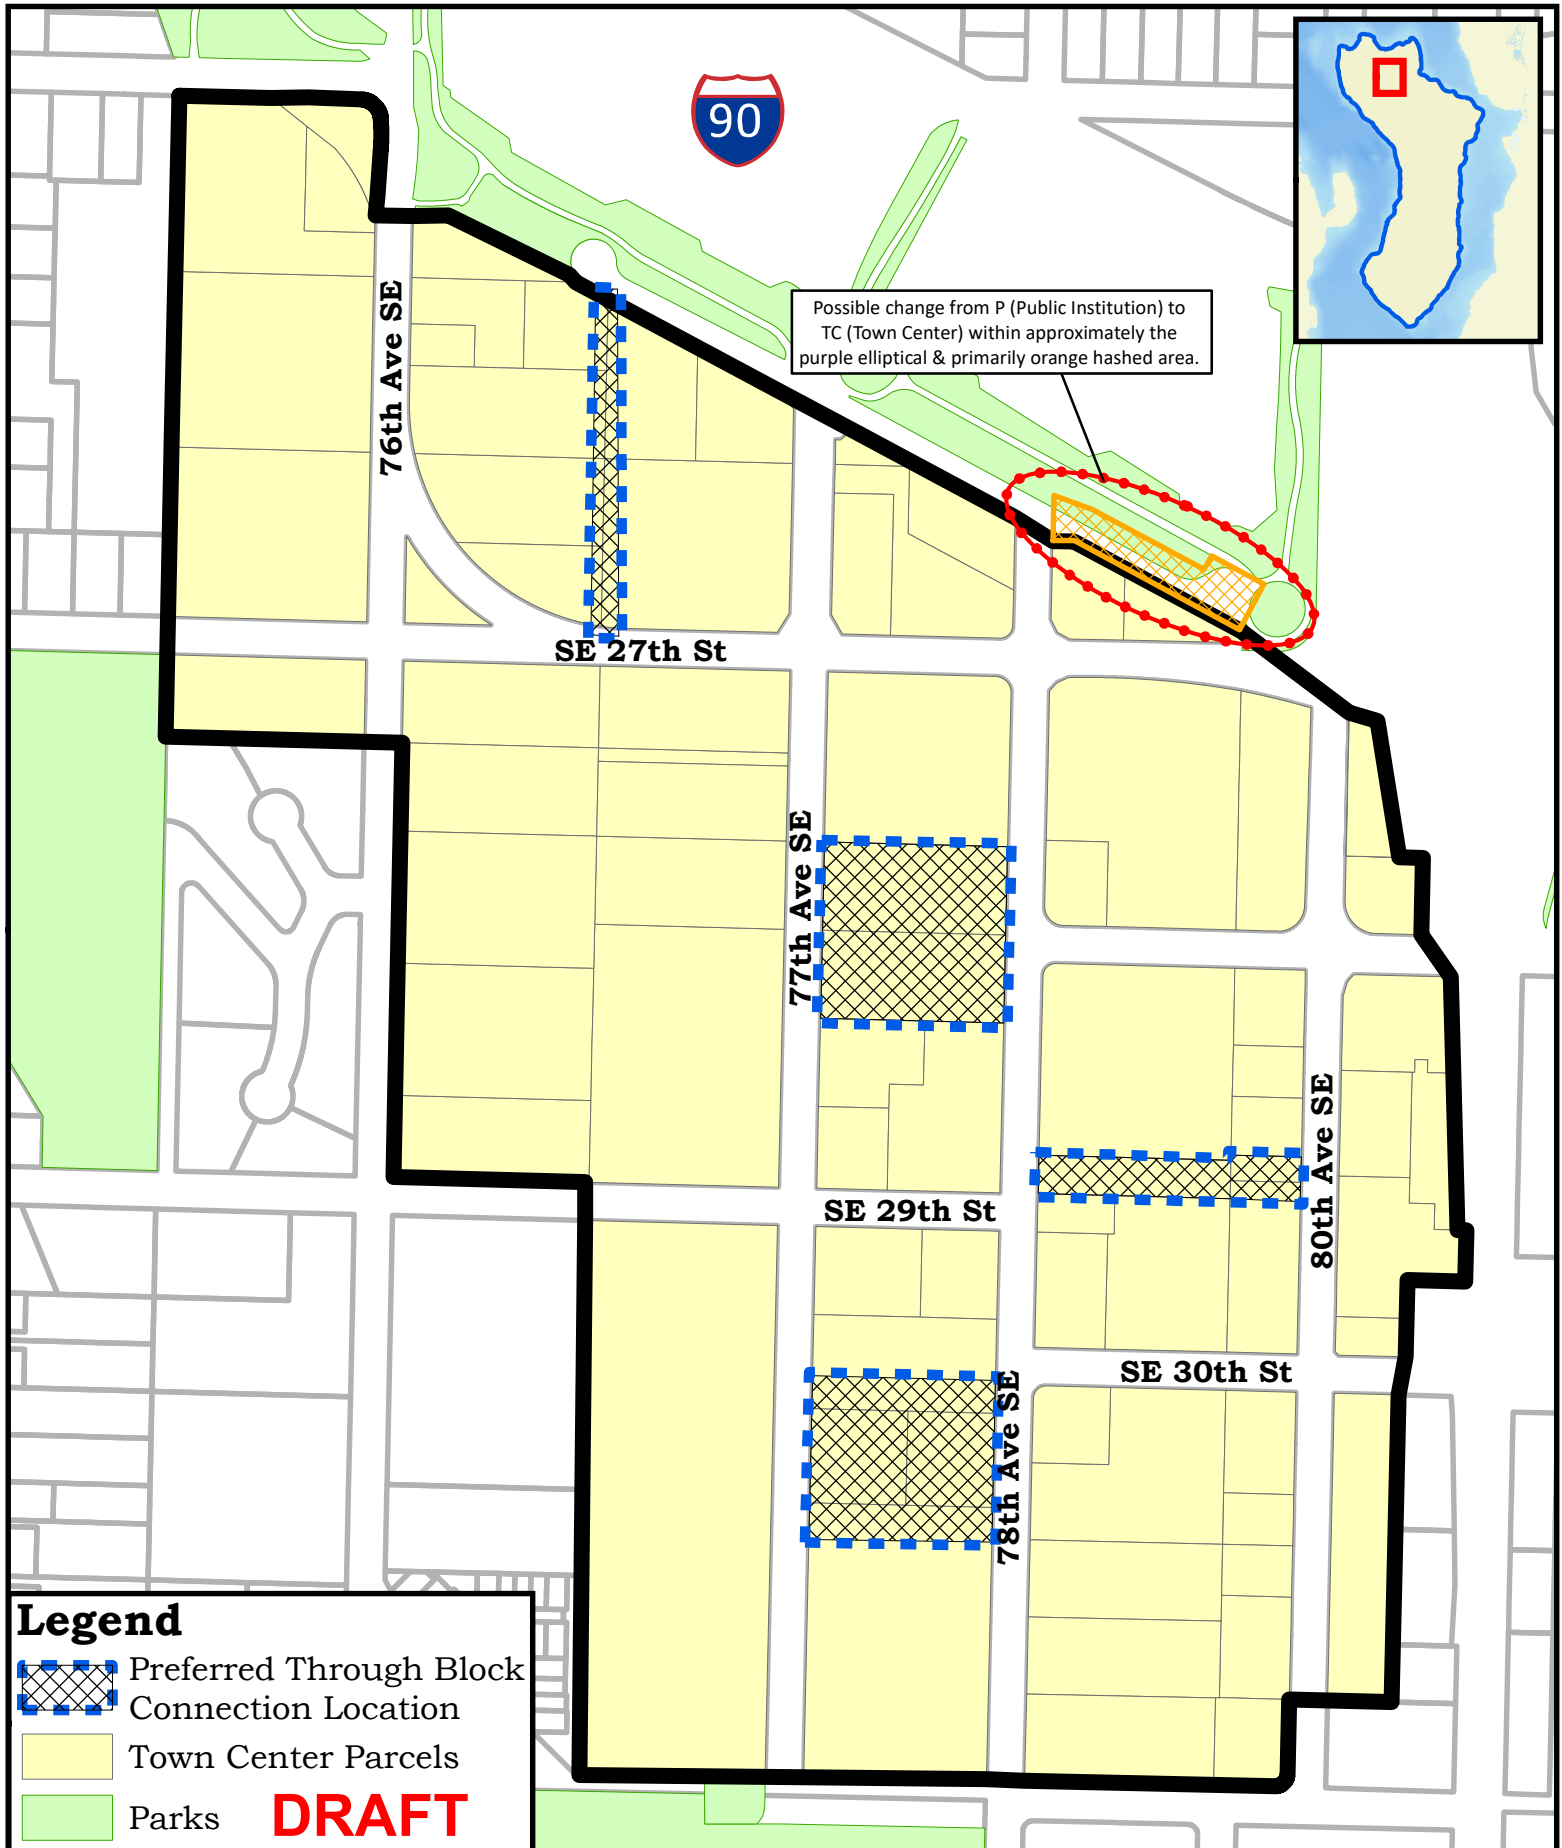 90
Possible change from P (Public Institution) to
TC (Town Center) within approximately the
purple elliptical & primarily orange hashed area.
76th Ave SE
SE 27th St
77th Ave SE
80th Ave SE
SE 29th St
SE 30th St
78th Ave SE
Legend
Preferred Through Block
Connection Location
Town Center Parcels
Parks
DRAFT